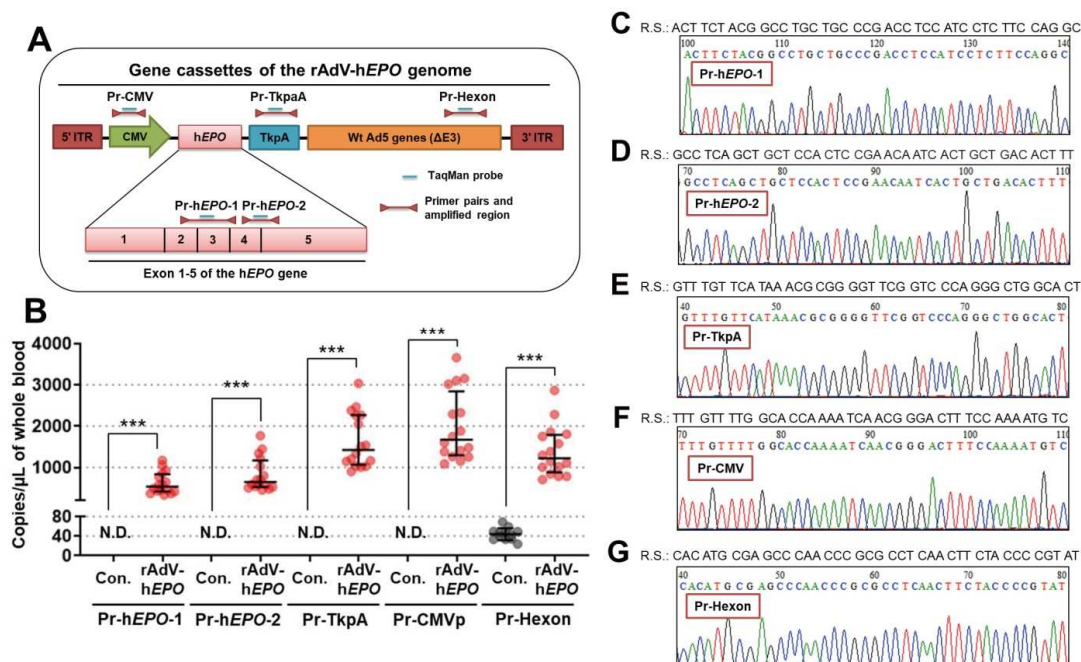 A
Gene cassettes of the rAdV-hEPO genome
Pr-CMV
Pr-TkpaA
Pr-Hexon
5' ITR
CMV
hEPO
TkpA
Wt Ad5 genes (ΔE3)
3' ITR
TaqMan probe
Primer pairs and
amplified region
Pr-hEPO-1
Pr-hEPO-2
1
2
3
4
5
Exon 1-5 of the hEPO gene
B
Copies/µL of whole blood
4000
3000
2000
1000
80
40
0
***
***
***
***
***
N.D.
N.D.
N.D.
N.D.
Con. rAdV-
hEPO
Con. rAdV-
hEPO
Con. rAdV-
hEPO
Con. rAdV-
hEPO
Con. rAdV-
hEPO
Pr-hEPO-1
Pr-hEPO-2
Pr-TkpA
Pr-CMVp
Pr-Hexon
C
R.S.: ACT TCT ACG GCC TGC TGC CCG ACC TCC ATC CTC TTC CAG GC
100 110 120 130 140
ACTTCTACGGCCTGCTGCCCGACCTCCATCCTCTTCCAGGC
Pr-hEPO-1
D
R.S.: GCC TCA GCT GCT CCA CTC CGA ACA ATC ACT GCT GAC ACT TT
70 80 90 100 110
GCCTCAGCTGCTCCACTCCGAACAATCACTGCTGACACTTT
Pr-hEPO-2
E
R.S.: GTT TGT TCA TAA ACG CGG GGT TCG GTC CCA GGG CTG GCA CT
40 50 60 70 80
GTTTGTTCATAAACGCGGGGTTCGGTCCCAGGGCTGGCACT
Pr-TkpA
F
R.S.: TTT GTT TTG GCA CCA AAA TCA ACG GGA CTT TCC AAA ATG TC
70 80 90 100 110
TTTGTTTTGGCACCAAAATCAACGGGACTTTCCAAAATGTC
Pr-CMV
G
R.S.: CAC ATG CGA GCC CAA CCC GCG CCT CAA CTT CTA CCC CGT AT
40 50 60 70 80
CACATGCGAGCCCAACCCGCGCCTCAACTTCTACCCCGTAT
Pr-Hexon